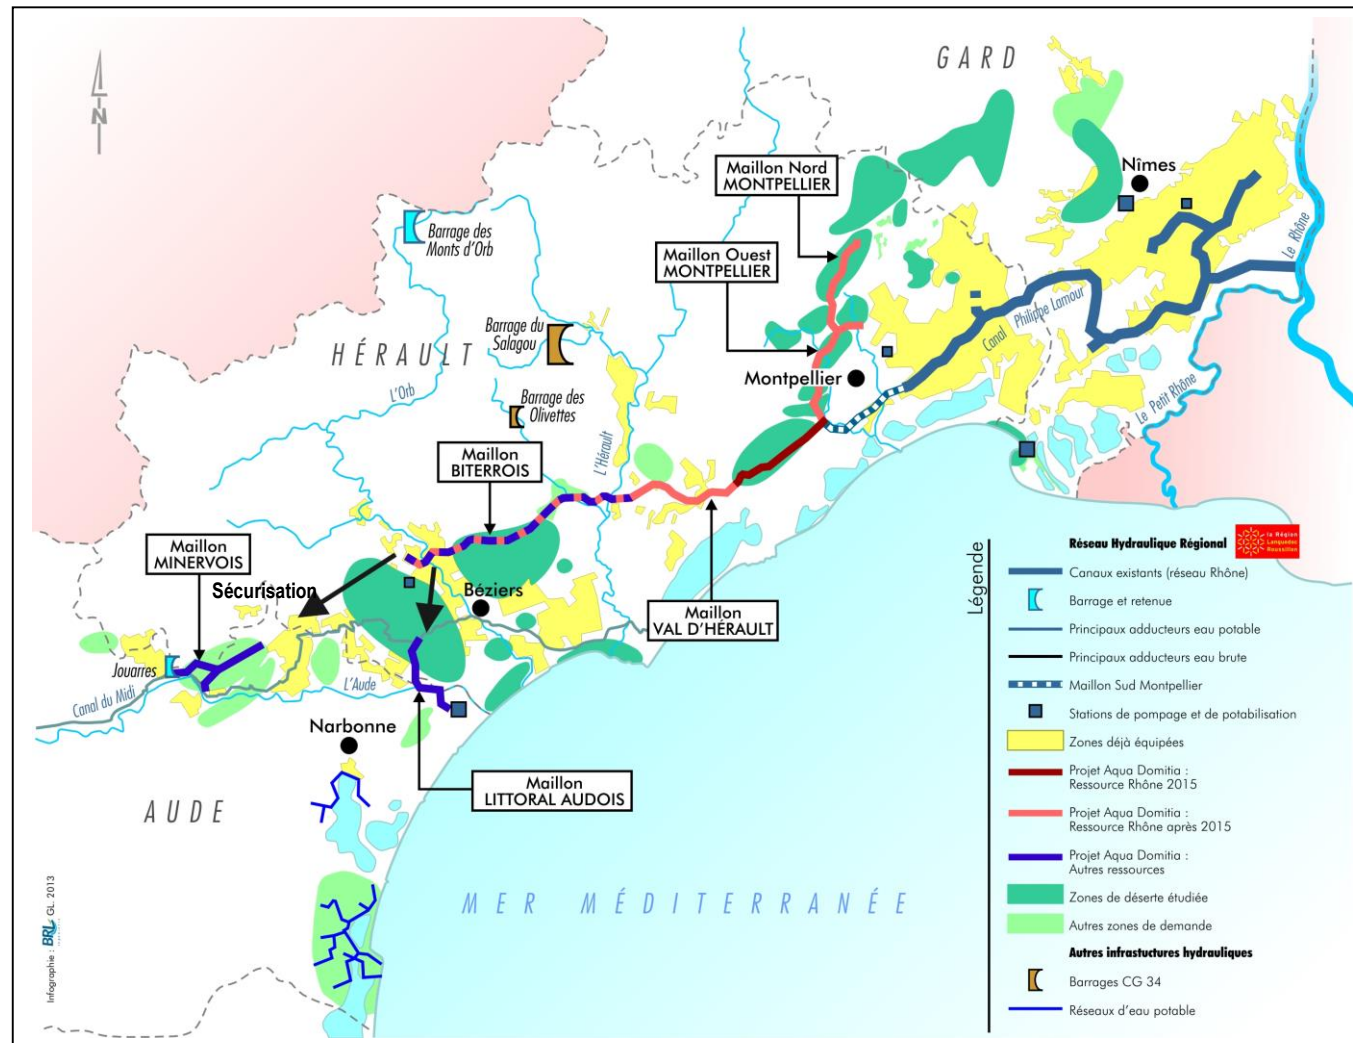 GARD
Nîmes
Maillon Nord
MONTPELLIER
Maillon Ouest
MONTPELLIER
Le Rhône
Canal Philippe Lamour
Le Petit Rhône
Barrage des
Monts d'Orb
Barrage du
Salagou
HÉRAULT
L'Orb
Barrage des
Olivettes
Montpellier
Maillon
BITERROIS
L'Hérault
Maillon
MINERVOIS
Sécurisation
Béziers
Maillon
VAL D'HÉRAULT
Jouarres
Canal du Midi
L'Aude
Narbonne
Maillon
LITTORAL AUDOIS
AUDE
MER MÉDITERRANÉE
Infographie : BRL GL 2013
N
Légende
Réseau Hydraulique Régional
la Région
Languedoc
Roussillon
Canaux existants (réseau Rhône)
Barrage et retenue
Principaux adducteurs eau potable
Principaux adducteurs eau brute
Maillon Sud Montpellier
Stations de pompage et de potabilisation
Zones déjà équipées
Projet Aqua Domitia :
Ressource Rhône 2015
Projet Aqua Domitia :
Ressource Rhône après 2015
Projet Aqua Domitia :
Autres ressources
Zones de déserte étudiée
Autres zones de demande
Autres infrastuctures hydrauliques
Barrages CG 34
Réseaux d'eau potable